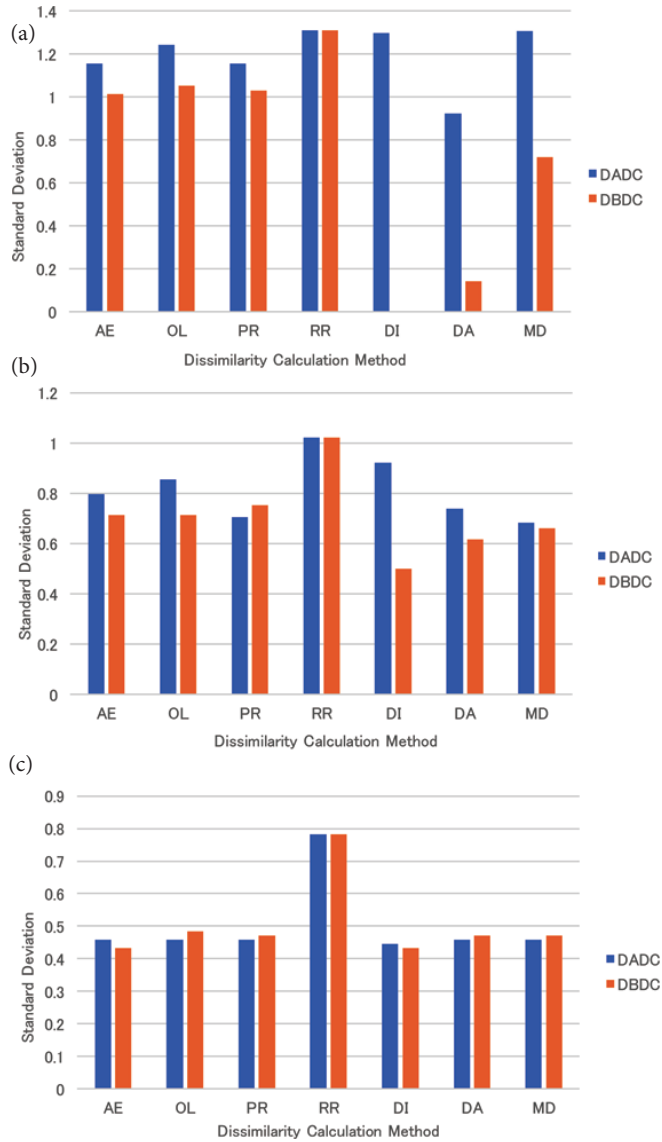 (a)
1.4
1.2
1
0.8
0.6
0.4
0.2
0
Standard Deviation
AE OL PR RR DI DA MD
Dissimilarity Calculation Method
DADC
DBDC
(b)
1.2
1
0.8
0.6
0.4
0.2
0
Standard Deviation
AE OL PR RR DI DA MD
Dissimilarity Calculation Method
DADC
DBDC
(c)
0.9
0.8
0.7
0.6
0.5
0.4
0.3
0.2
0.1
0
Standard Deviation
AE OL PR RR DI DA MD
Dissimilarity Calculation Method
DADC
DBDC